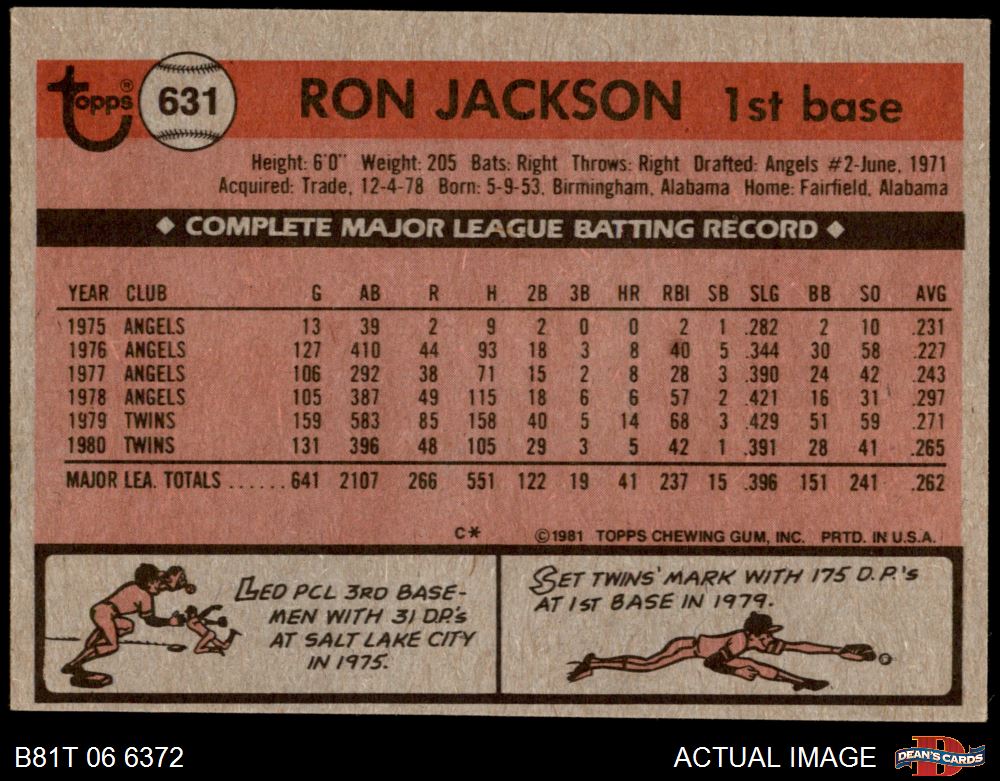 Topps® 631 RON JACKSON 1st base
Height: 6'0" Weight: 205 Bats: Right Throws: Right Drafted: Angels #2-June, 1971
Acquired: Trade, 12-4-78 Born: 5-9-53, Birmingham, Alabama Home: Fairfield, Alabama
◆ COMPLETE MAJOR LEAGUE BATTING RECORD ◆
YEAR CLUB G AB R H 2B 3B HR RBI SB SLG BB SO AVG
1975 ANGELS 13 39 2 9 2 0 0 2 1 .282 2 10 .231
1976 ANGELS 127 410 44 93 18 3 8 40 5 .344 30 58 .227
1977 ANGELS 106 292 38 71 15 2 8 28 3 .390 24 42 .243
1978 ANGELS 105 387 49 115 18 6 6 57 2 .421 16 31 .297
1979 TWINS 159 583 85 158 40 5 14 68 3 .429 51 59 .271
1980 TWINS 131 396 48 105 29 3 5 42 1 .391 28 41 .265
MAJOR LEA. TOTALS ...... 641 2107 266 551 122 19 41 237 15 .396 151 241 .262
C* ©1981 TOPPS CHEWING GUM, INC. PRTD. IN U.S.A.
LED PCL 3RD BASE-
MEN WITH 31 D.P.'s
AT SALT LAKE CITY
IN 1975.
SET TWINS' MARK WITH 175 D.P.'s
AT 1st BASE IN 1979.
B81T 06 6372 ACTUAL IMAGE DEAN'S CARDS